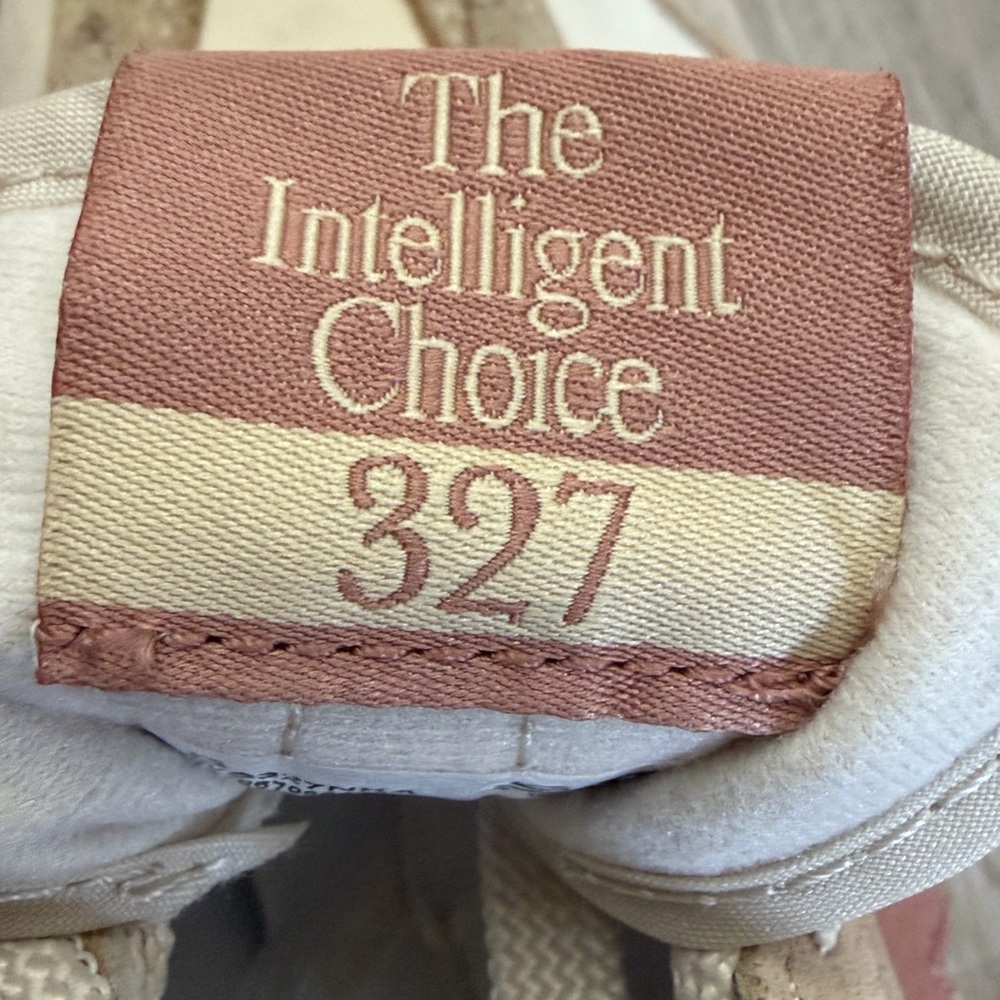 The
Intelligent
Choice
327